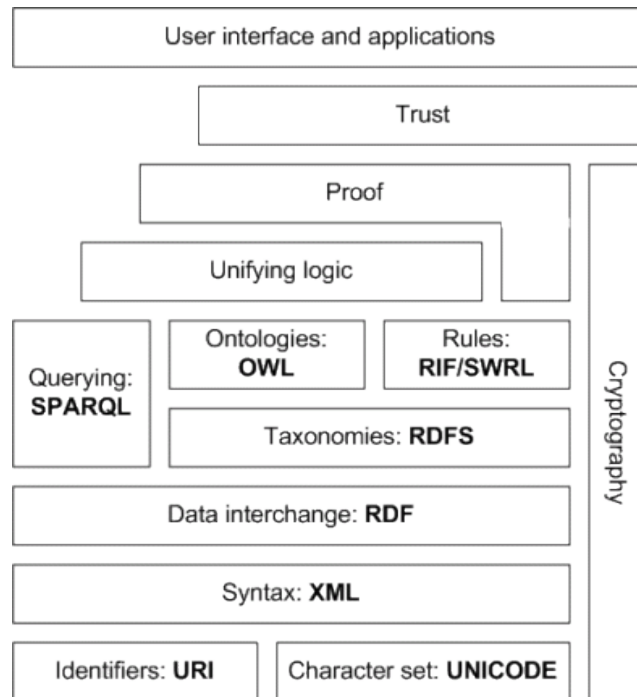 User interface and applications
Trust
Proof
Unifying logic
Querying:
SPARQL
Ontologies:
OWL
Rules:
RIF/SWRL
Taxonomies: RDFS
Cryptography
Data interchange: RDF
Syntax: XML
Identifiers: URI
Character set: UNICODE